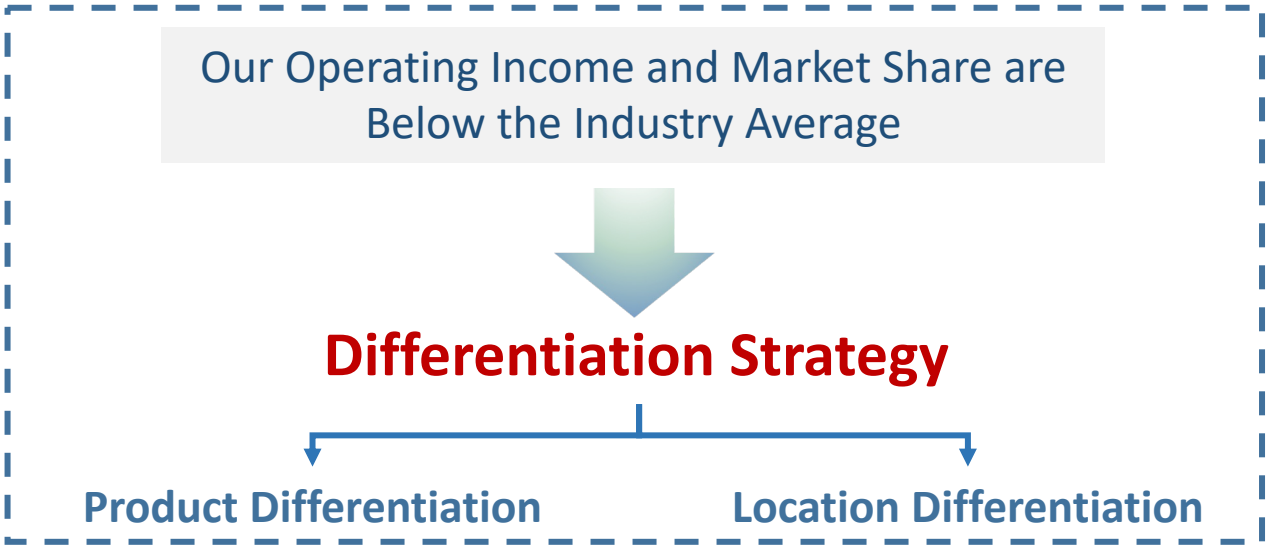 Our Operating Income and Market Share are
Below the Industry Average
Differentiation Strategy
Product Differentiation
Location Differentiation